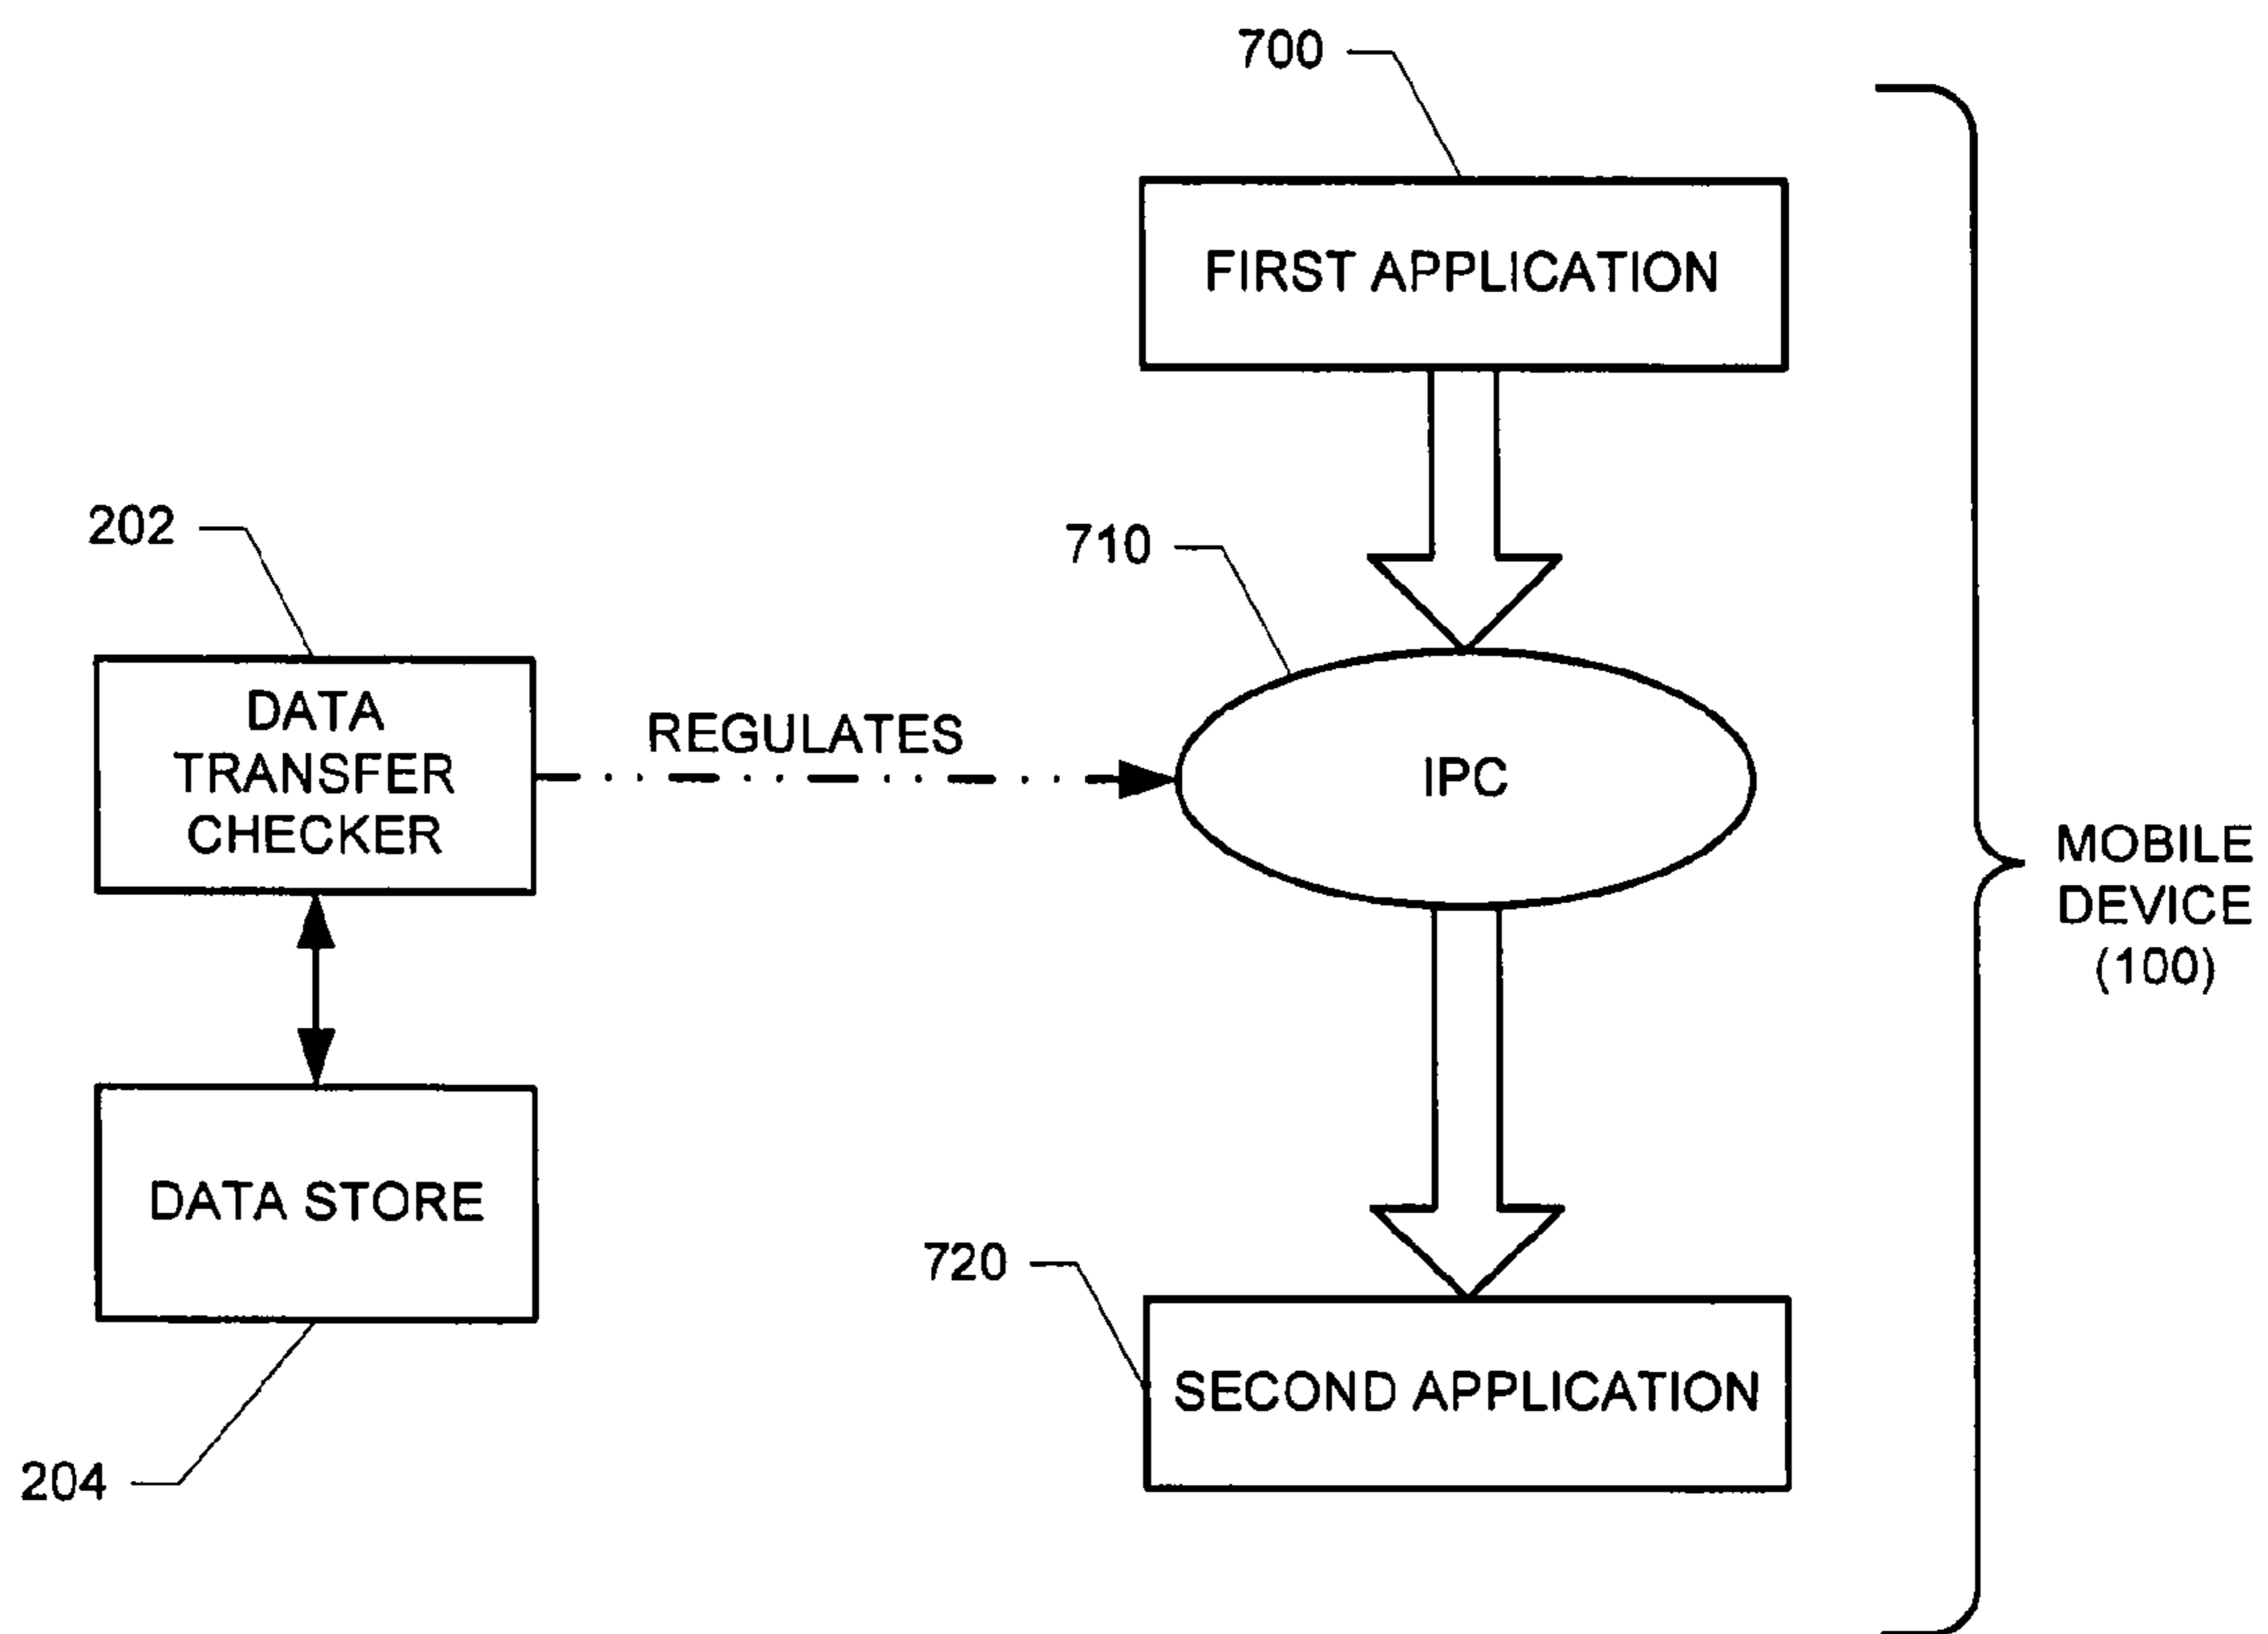 700
FIRST APPLICATION
202
710
DATA
TRANSFER
CHECKER
REGULATES
IPC
MOBILE
DEVICE
(100)
DATA STORE
720
SECOND APPLICATION
204